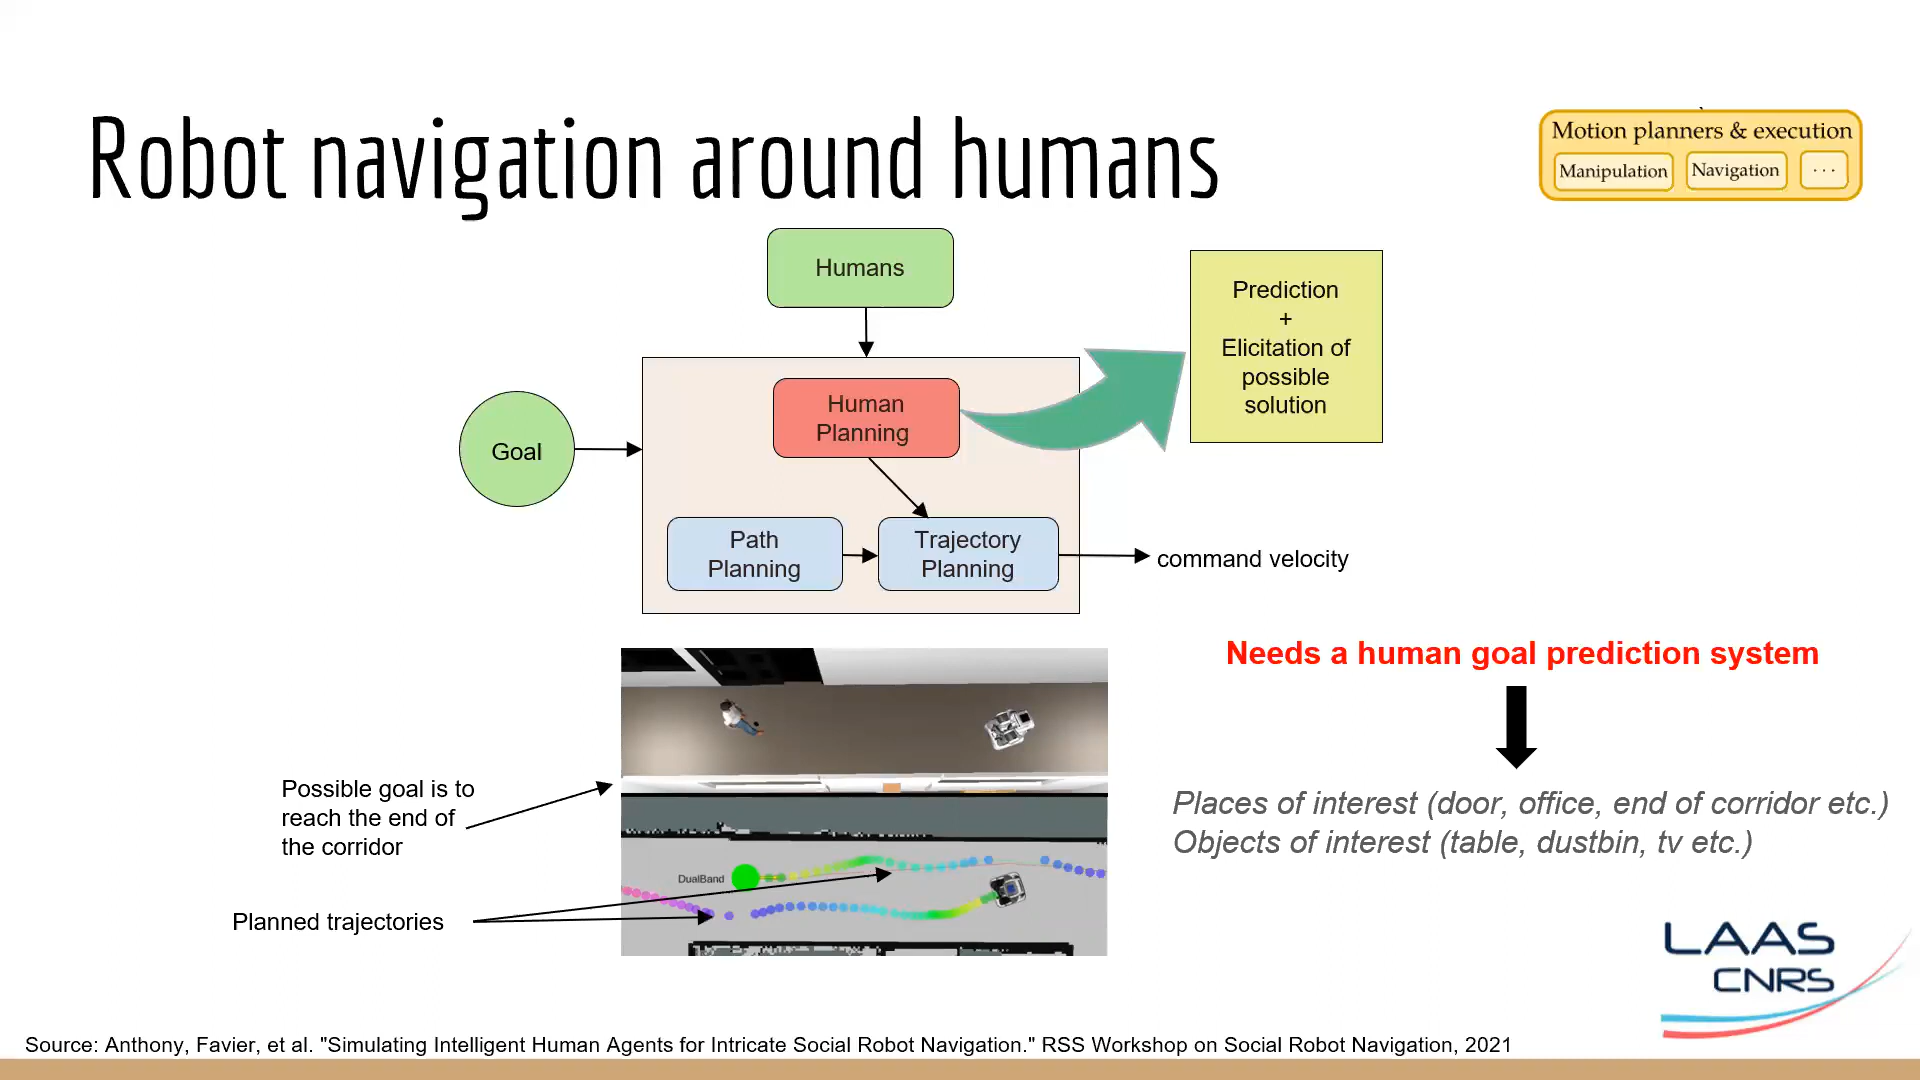 Robot navigation around humans
Motion planners & execution
Manipulation
Navigation
...
Humans
Prediction
+
Elicitation of
possible
solution
Human
Planning
Goal
Path
Planning
Trajectory
Planning
command velocity
Needs a human goal prediction system
Places of interest (door, office, end of corridor etc.)
Objects of interest (table, dustbin, tv etc.)
Possible goal is to
reach the end of
the corridor
DualBand
Planned trajectories
LAAS
CNRS
Source: Anthony, Favier, et al. "Simulating Intelligent Human Agents for Intricate Social Robot Navigation." RSS Workshop on Social Robot Navigation, 2021